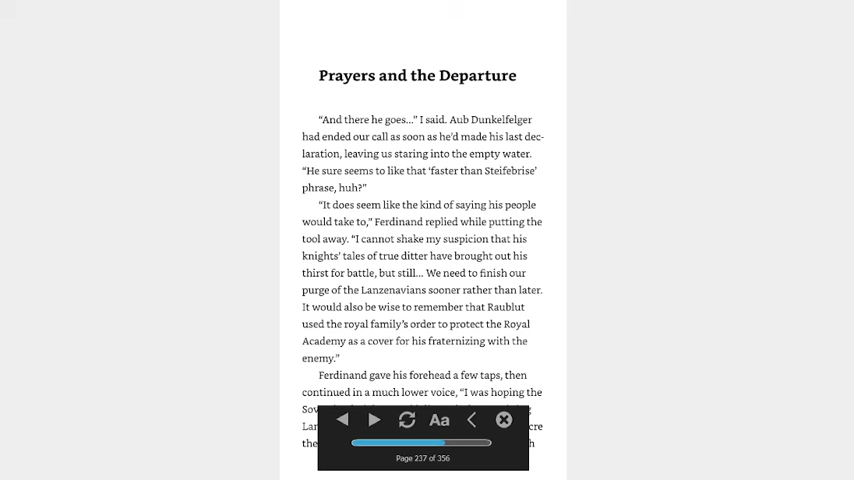 Prayers and the Departure
“And there he goes...” I said. Aub Dunkelfelger
had ended our call as soon as he’d made his last dec-
laration, leaving us staring into the empty water.
“He sure seems to like that ‘faster than Steifebrise’
phrase, huh?”
“It does seem like the kind of saying his people
would take to,” Ferdinand replied while putting the
tool away. “I cannot shake my suspicion that his
knights’ tales of true ditter have brought out his
thirst for battle, but still... We need to finish our
purge of the Lanzenavians sooner rather than later.
It would also be wise to remember that Raublut
used the royal family’s order to protect the Royal
Academy as a cover for his fraternizing with the
enemy.”
Ferdinand gave his forehead a few taps, then
continued in a much lower voice, “I was hoping the
Aa
Page 237 of 356